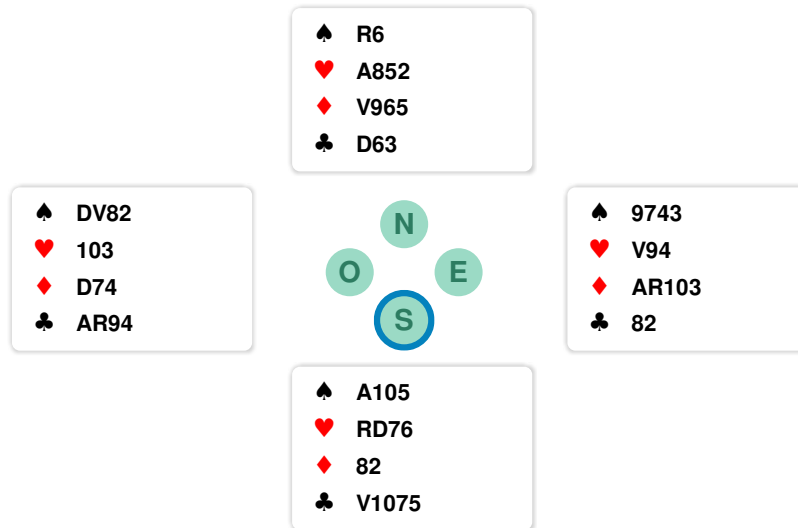 ♠ R6
♥ A852
♦ V965
♣ D63
♠ DV82
♥ 103
♦ D74
♣ AR94
N
O E
S
♠ 9743
♥ V94
♦ AR103
♣ 82
♠ A105
♥ RD76
♦ 82
♣ V1075